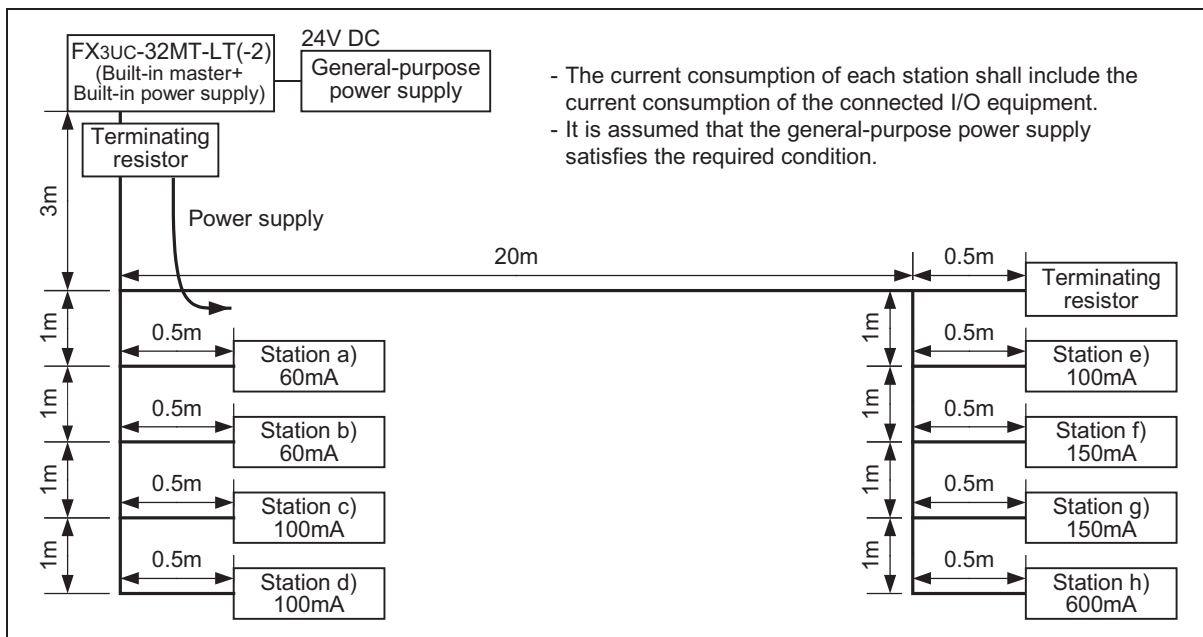 FX3UC-32MT-LT(-2)
(Built-in master+
Built-in power supply)
24V DC
General-purpose
power supply
- The current consumption of each station shall include the
current consumption of the connected I/O equipment.
- It is assumed that the general-purpose power supply
satisfies the required condition.
Terminating
resistor
3m
Power supply
20m
0.5m
Terminating
resistor
1m
0.5m
Station a)
60mA
1m
0.5m
Station b)
60mA
1m
0.5m
Station c)
100mA
1m
0.5m
Station d)
100mA
1m
0.5m
Station e)
100mA
1m
0.5m
Station f)
150mA
1m
0.5m
Station g)
150mA
1m
0.5m
Station h)
600mA